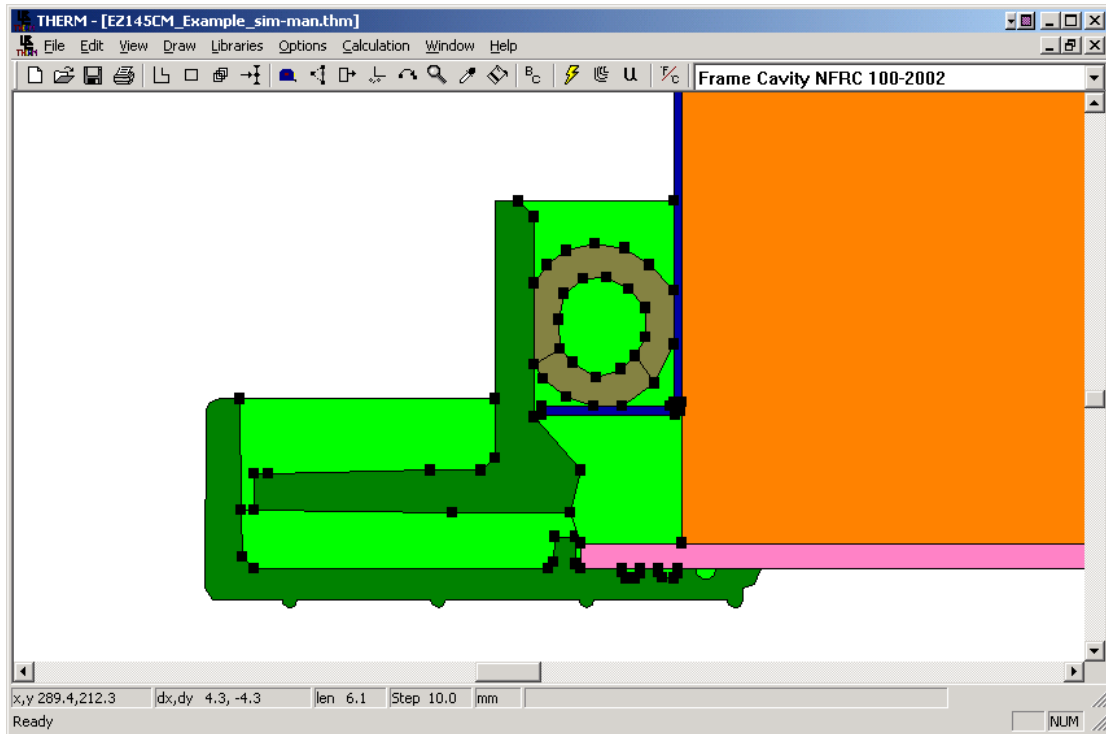 THERM - [EZ145CM_Example_sim-man.thm]
File Edit View Draw Libraries Options Calculation Window Help
BC U °F/C Frame Cavity NFRC 100-2002
x,y 289.4,212.3 dx,dy 4.3, -4.3 len 6.1 Step 10.0 mm
Ready NUM